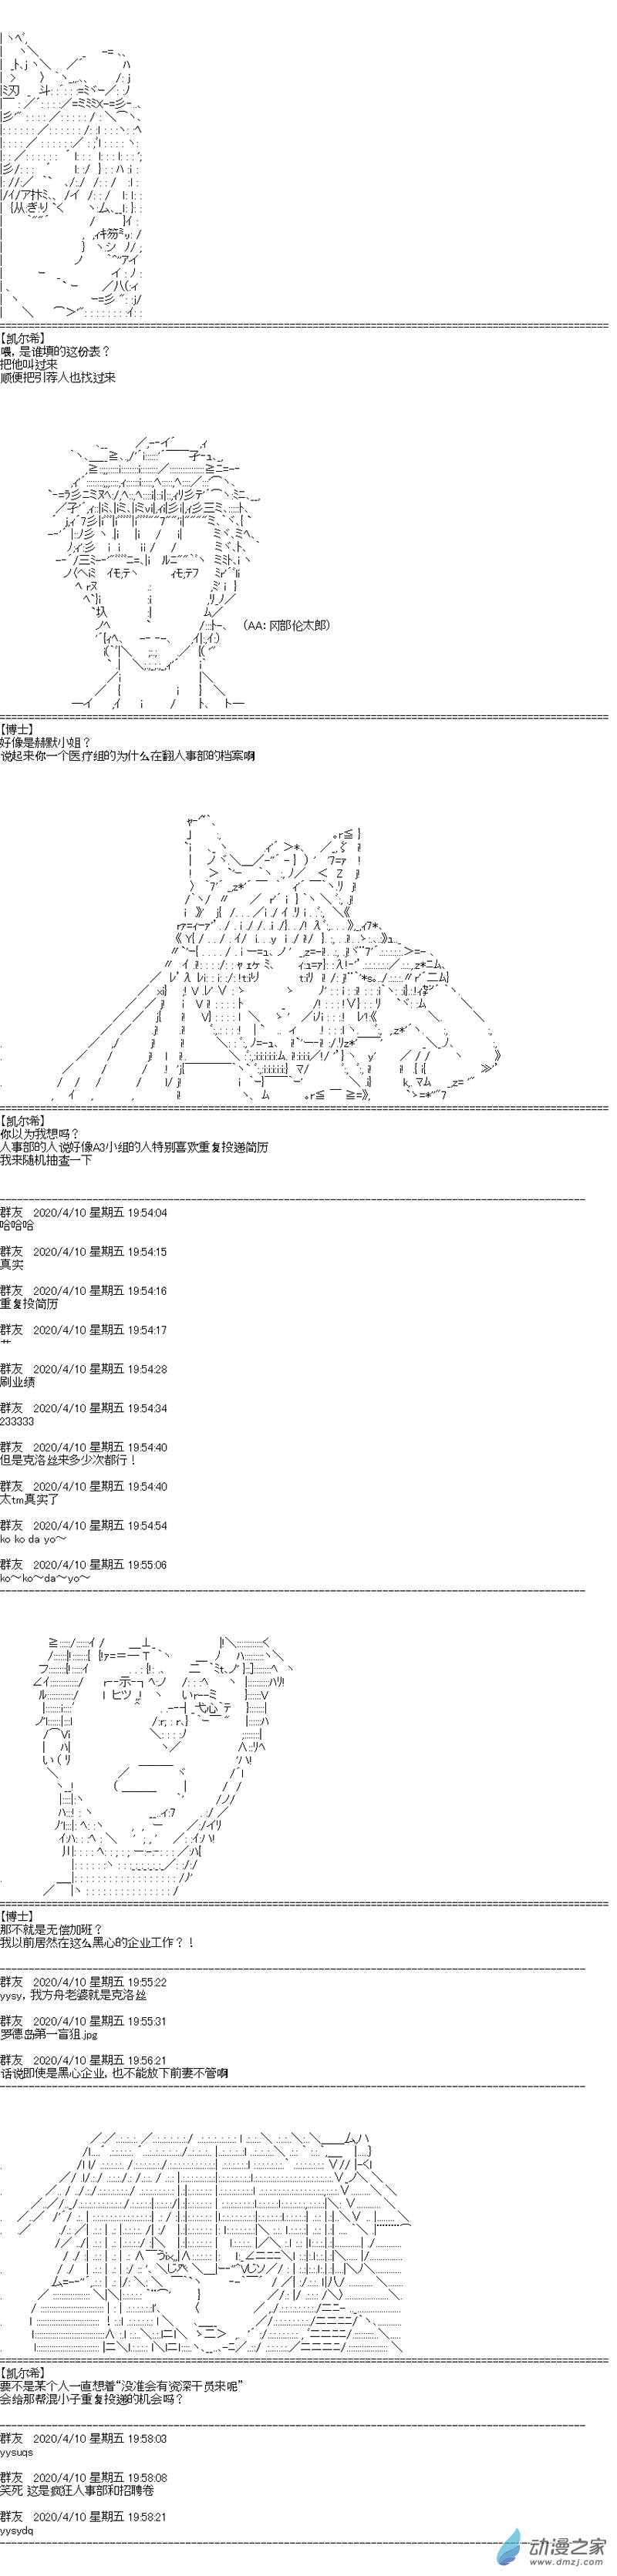 【凯尔希】
喂，是谁填的这份表？
把他叫过来
顺便把引荐人也找过来
（AA：冈部伦太郎）
【博士】
好像是赫默小姐？
说起来你一个医疗组的为什么在翻人事部的档案啊
【凯尔希】
你以为我想吗？
人事部的人说好像A3小组的人特别喜欢重复投递简历
我来随机抽查一下
群友 2020/4/10 星期五 19:54:04
哈哈哈
群友 2020/4/10 星期五 19:54:15
真实
群友 2020/4/10 星期五 19:54:16
重复投简历
群友 2020/4/10 星期五 19:54:17
艹
群友 2020/4/10 星期五 19:54:28
刷业绩
群友 2020/4/10 星期五 19:54:34
233333
群友 2020/4/10 星期五 19:54:40
但是克洛丝来多少次都行！
群友 2020/4/10 星期五 19:54:40
太tm真实了
群友 2020/4/10 星期五 19:54:54
ko ko da yo～
群友 2020/4/10 星期五 19:55:06
ko～ko～da～yo～
【博士】
那不就是无偿加班？
我以前居然在这么黑心的企业工作？！
群友 2020/4/10 星期五 19:55:22
yysy，我方舟老婆就是克洛丝
群友 2020/4/10 星期五 19:55:31
罗德岛第一盲狙.jpg
群友 2020/4/10 星期五 19:56:21
话说即使是黑心企业，也不能放下前妻不管啊
【凯尔希】
要不是某个人一直想着“没准会有资深干员来呢”
会给那帮混小子重复投递的机会吗？
群友 2020/4/10 星期五 19:58:03
yysuqs
群友 2020/4/10 星期五 19:58:08
笑死 这是疯狂人事部和招聘卷
群友 2020/4/10 星期五 19:58:21
yysydq
动漫之家
www.dmzj.com